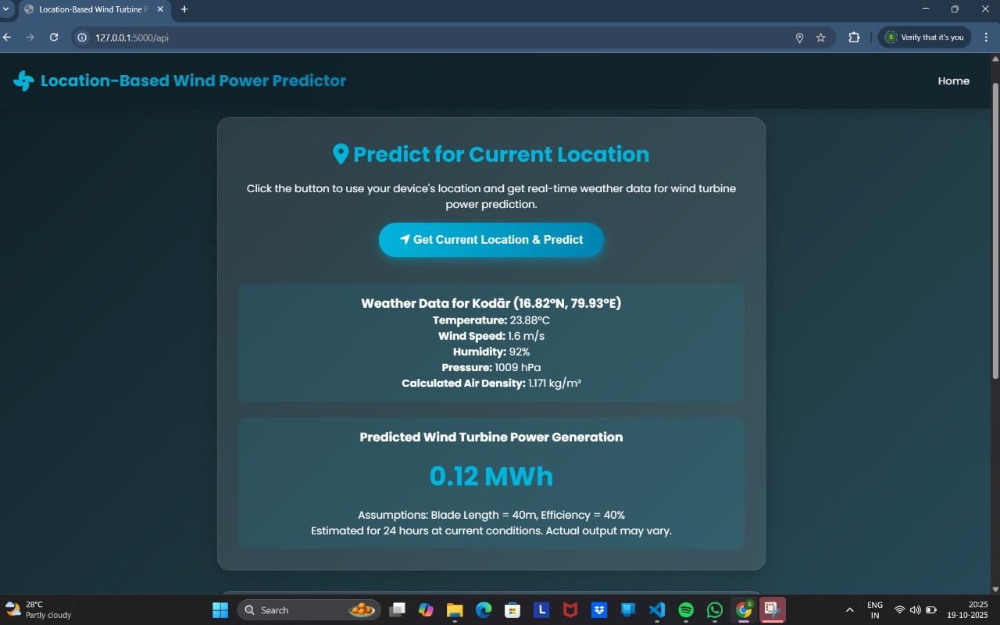 Location-Based Wind Turbine P
127.0.0.1:5000/api
S
Verify that it's you
Location-Based Wind Power Predictor
Home
Predict for Current Location
Click the button to use your device's location and get real-time weather data for wind turbine
power prediction.
Get Current Location & Predict
Weather Data for Kodār (16.82°N, 79.93°E)
Temperature: 23.88°C
Wind Speed: 1.6 m/s
Humidity: 92%
Pressure: 1009 hPa
Calculated Air Density: 1.171 kg/m³
Predicted Wind Turbine Power Generation
0.12 MWh
Assumptions: Blade Length = 40m, Efficiency = 40%
Estimated for 24 hours at current conditions. Actual output may vary.
28°C
Partly cloudy
Search
L
S
ENG
IN
20:25
19-10-2025